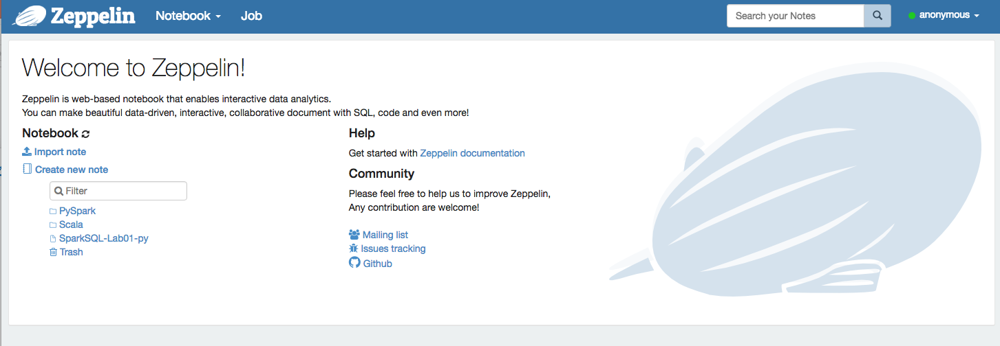 Zeppelin
Notebook
Job
Search your Notes
anonymous
Welcome to Zeppelin!
Zeppelin is web-based notebook that enables interactive data analytics.
You can make beautiful data-driven, interactive, collaborative document with SQL, code and even more!
Notebook
Import note
Create new note
Filter
PySpark
Scala
SparkSQL-Lab01-py
Trash
Help
Get started with Zeppelin documentation
Community
Please feel free to help us to improve Zeppelin,
Any contribution are welcome!
Mailing list
Issues tracking
Github